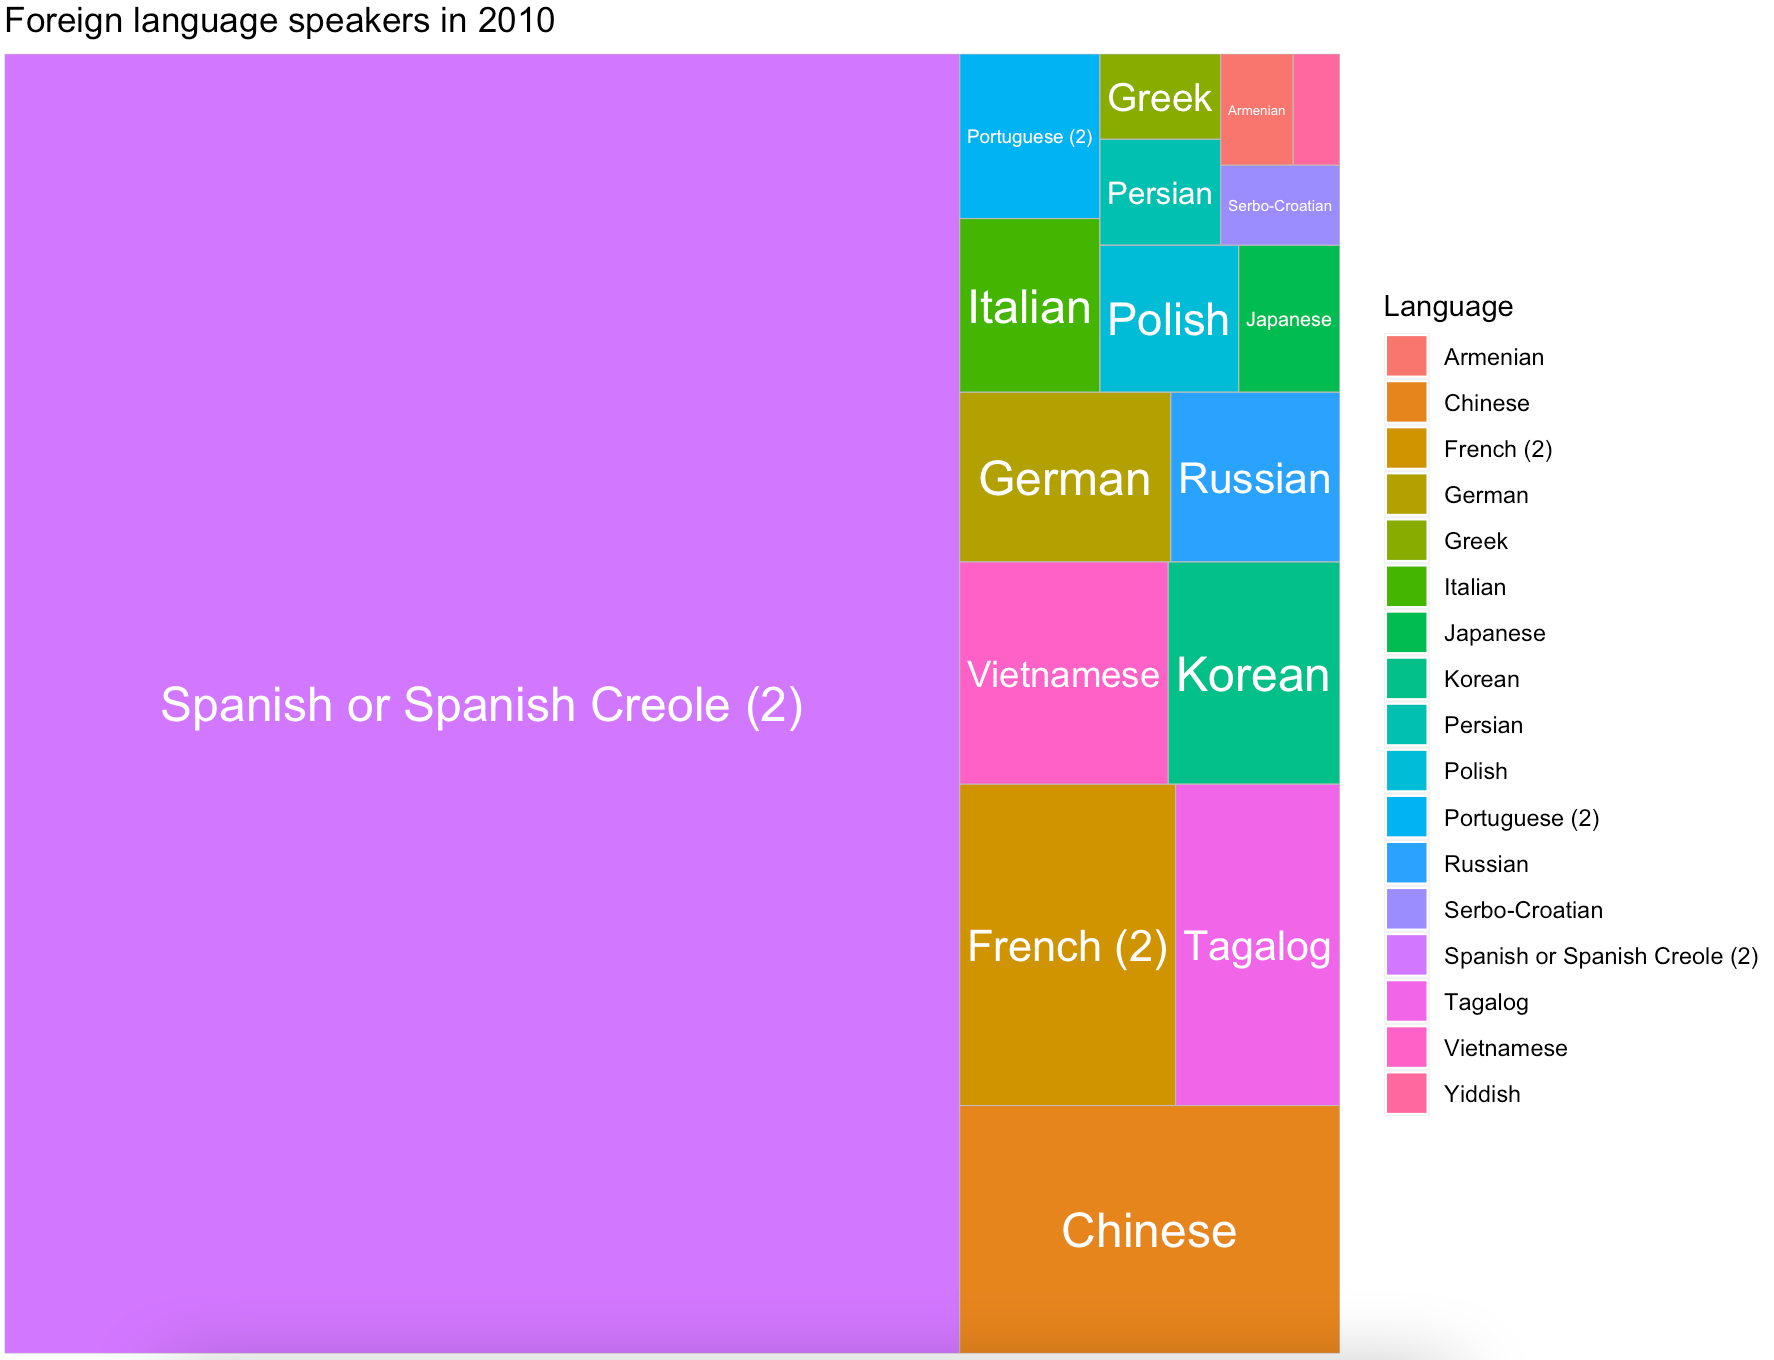 Foreign language speakers in 2010
Portuguese (2)
Greek
Armenian
Persian
Serbo-Croatian
Italian
Polish
Japanese
German
Russian
Vietnamese
Korean
Spanish or Spanish Creole (2)
French (2)
Tagalog
Chinese
Language
Armenian
Chinese
French (2)
German
Greek
Italian
Japanese
Korean
Persian
Polish
Portuguese (2)
Russian
Serbo-Croatian
Spanish or Spanish Creole (2)
Tagalog
Vietnamese
Yiddish